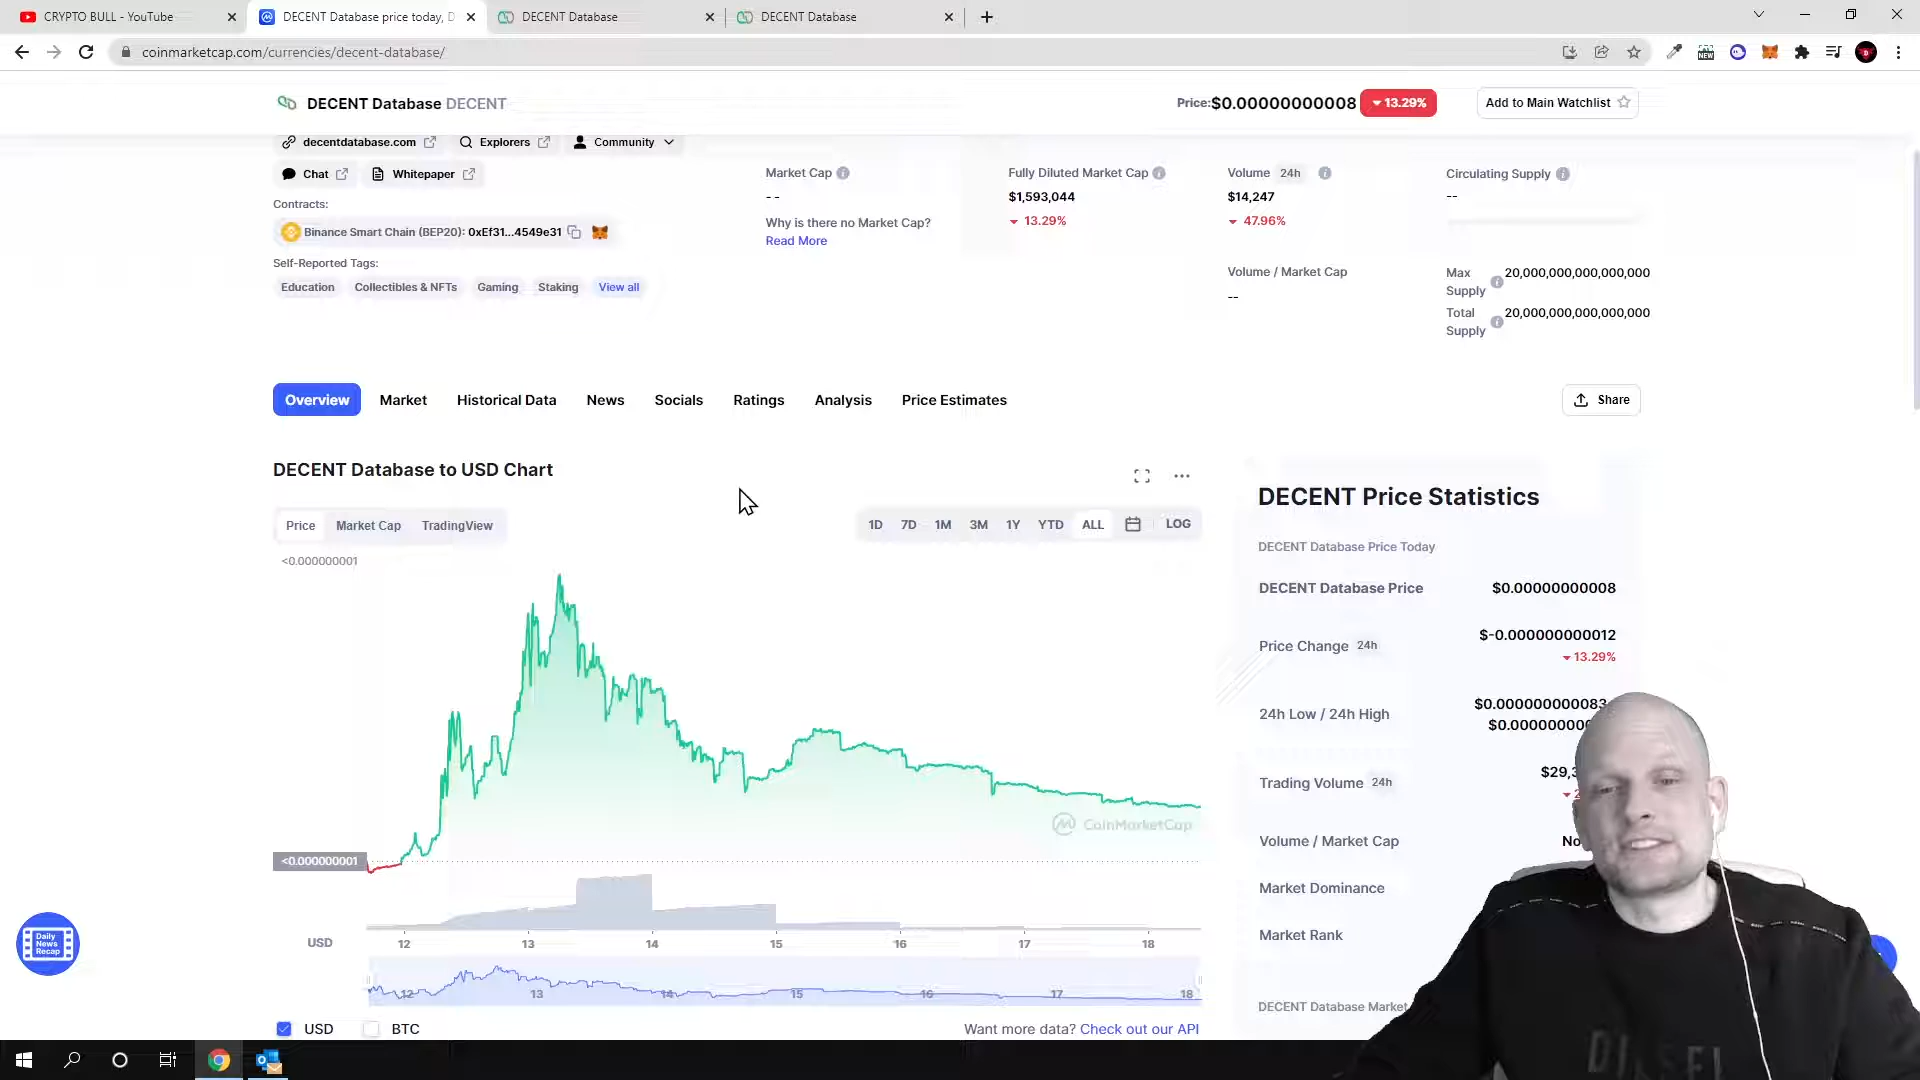 CRYPTO BULL - YouTube
DECENT Database price today, D
DECENT Database
DECENT Database
coinmarketcap.com/currencies/decent-database/
NEW
DECENT Database DECENT
Price:$0.00000000008 13.29%
Add to Main Watchlist
decentdatabase.com
Explorers
Community
Chat
Whitepaper
Contracts:
Binance Smart Chain (BEP20): 0xEf31...4549e31
Self-Reported Tags:
Education
Collectibles & NFTs
Gaming
Staking
View all
Market Cap
- -
Why is there no Market Cap?
Read More
Fully Diluted Market Cap
$1,593,044
13.29%
Volume 24h
$14,247
47.96%
Volume / Market Cap
--
Circulating Supply
--
Max Supply 20,000,000,000,000,000
Total Supply 20,000,000,000,000,000
Overview
Market
Historical Data
News
Socials
Ratings
Analysis
Price Estimates
Share
DECENT Database to USD Chart
Price
Market Cap
TradingView
1D
7D
1M
3M
1Y
YTD
ALL
LOG
<0.000000001
<0.000000001
CoinMarketCap
USD
12
13
14
15
16
17
18
12
13
14
15
16
17
18
USD
BTC
Want more data? Check out our API
DECENT Price Statistics
DECENT Database Price Today
DECENT Database Price
$0.00000000008
Price Change 24h
$-0.000000000012
13.29%
24h Low / 24h High
$0.000000000083
Trading Volume 24h
Volume / Market Cap
Market Dominance
Market Rank
DECENT Database Market
Daily
News
Recap